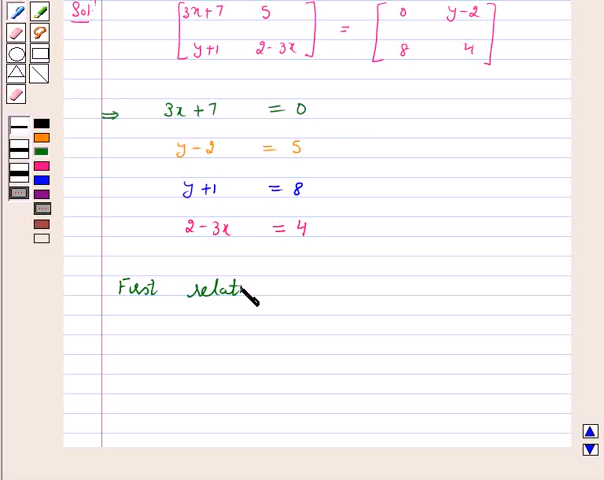 Sol'
[3x+7 5] = [0 y-2]
[y+1 2-3x] [8 4]
⇒ 3x+7 = 0
y-2 = 5
y+1 = 8
2-3x = 4
First relat